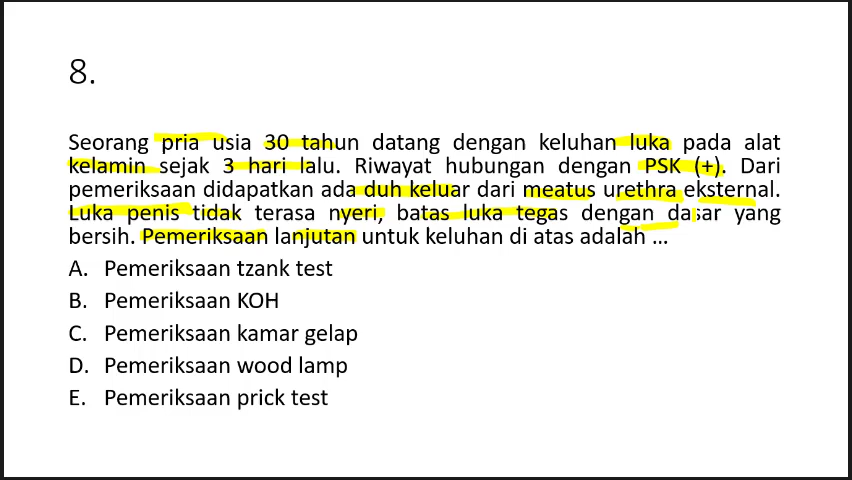 8.
Seorang pria usia 30 tahun datang dengan keluhan luka pada alat
kelamin sejak 3 hari lalu. Riwayat hubungan dengan PSK (+). Dari
pemeriksaan didapatkan ada duh keluar dari meatus urethra eksternal.
Luka penis tidak terasa nyeri, batas luka tegas dengan dasar yang
bersih. Pemeriksaan lanjutan untuk keluhan di atas adalah ...
A. Pemeriksaan tzank test
B. Pemeriksaan KOH
C. Pemeriksaan kamar gelap
D. Pemeriksaan wood lamp
E. Pemeriksaan prick test